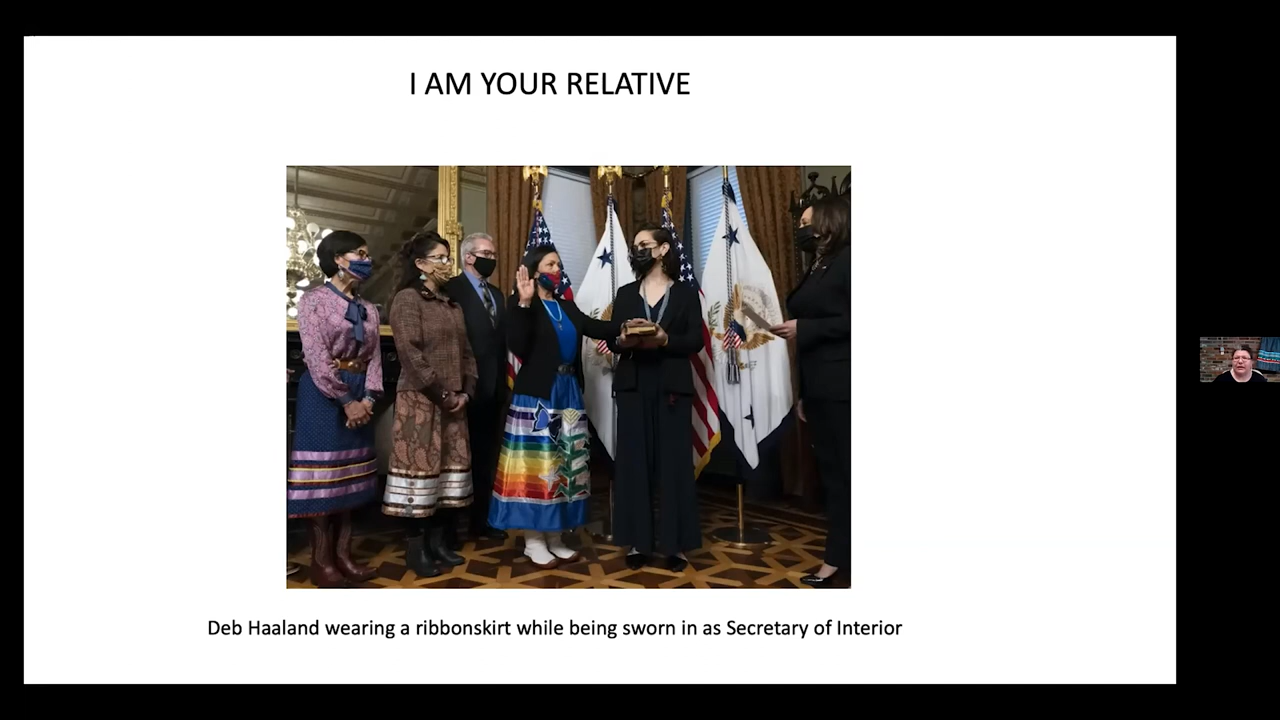 I AM YOUR RELATIVE
Deb Haaland wearing a ribbonskirt while being sworn in as Secretary of Interior